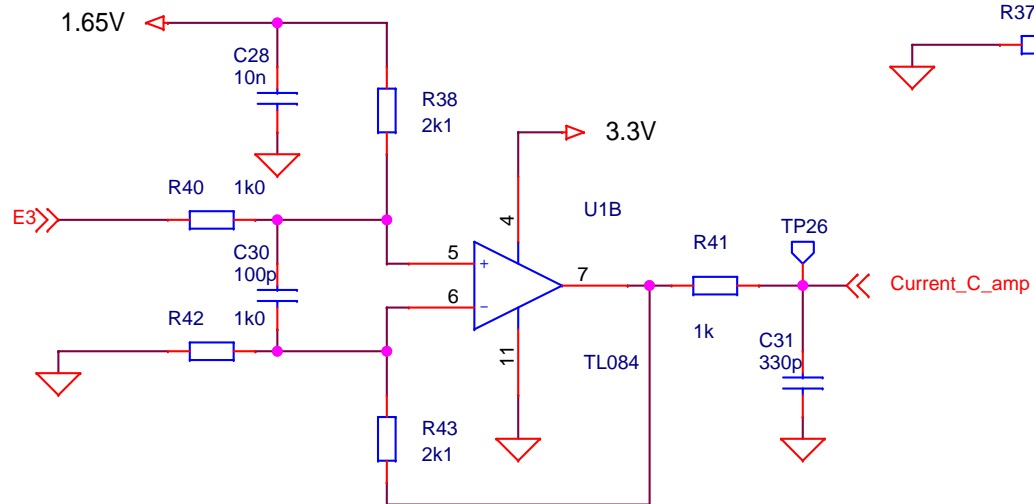 1.65V
R37
C28
10n
R38
2k1
3.3V
R40
1k0
4
U1B
E3
TP26
R41
C30
100p
5
+
7
Current_C_amp
6
−
R42
1k0
1k
C31
330p
11
TL084
R43
2k1